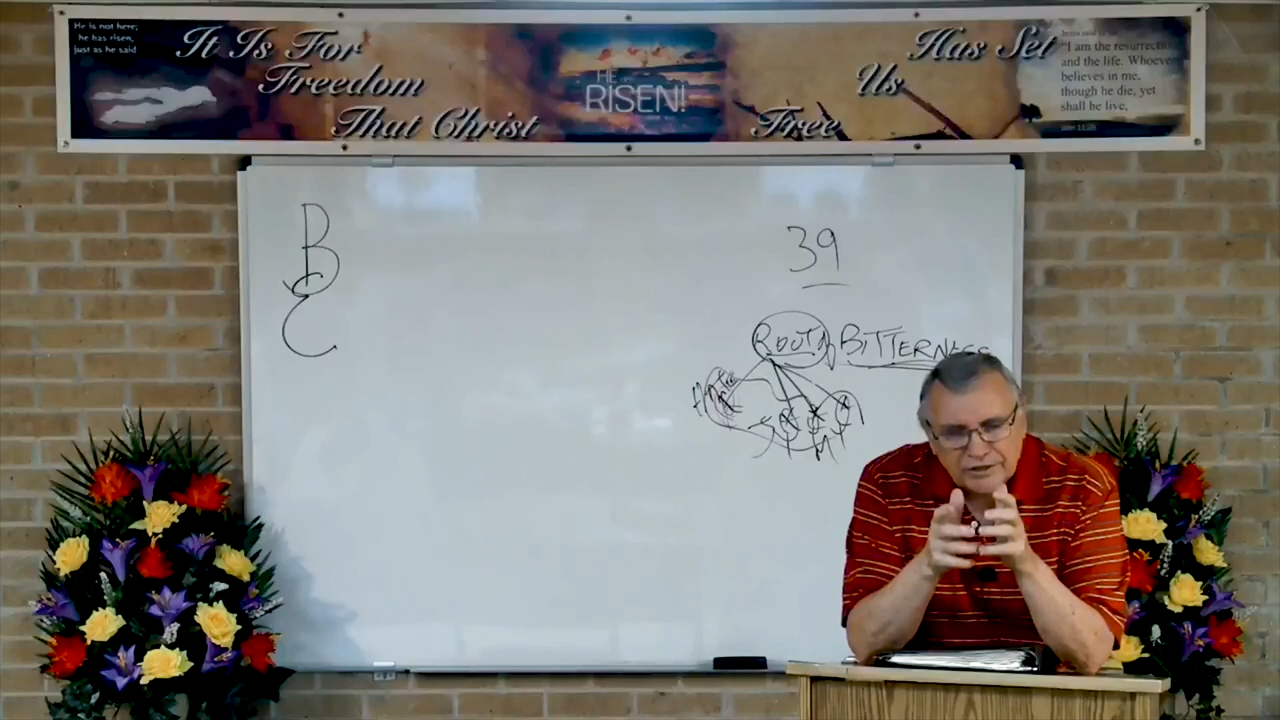 He is not here;
he has risen,
just as he said
It Is For
Freedom
That Christ
HE
RISEN!
Has Set
Us
Free
"I am the resurrection
and the life. Whoever
believes in me,
though he die, yet
shall he live,
B
C
39
ROOT of BITTERNESS